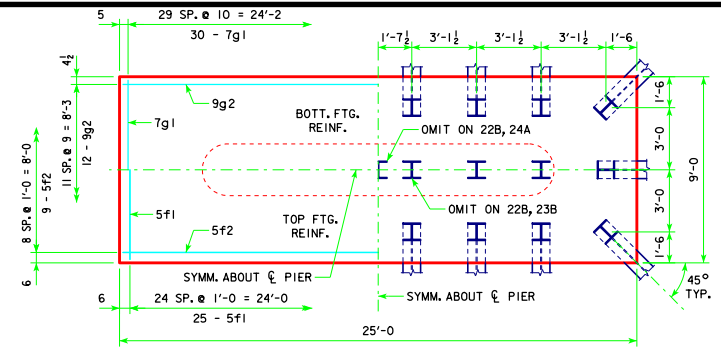 5
29 SP. @ 10 = 24'-2
30 - 7g1
1'-7½
3'-1½
3'-1½
3'-1½
1'-6
4½
9g2
7g1
BOTT. FTG.
REINF.
OMIT ON 22B, 24A
1'-6
3'-0
9'-0
3'-0
1'-6
11 SP. @ 9 = 8'-3
12 - 9g2
8 SP. @ 1'-0 = 8'-0
9 - 5f2
6
5f1
TOP FTG.
REINF.
OMIT ON 22B, 23B
5f2
SYMM. ABOUT ℄ PIER
SYMM. ABOUT ℄ PIER
45°
TYP.
6
24 SP. @ 1'-0 = 24'-0
25 - 5f1
25'-0